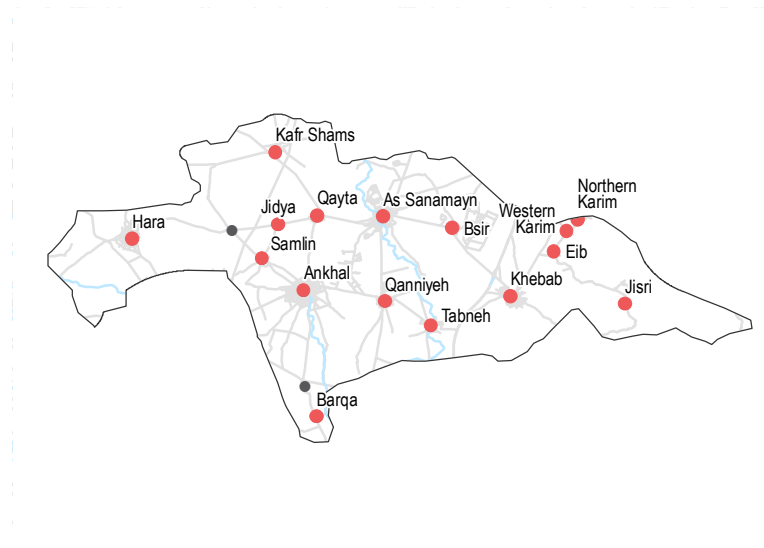 Kafr Shams
Northern
Karim
Qayta
As Sanamayn
Jidya
Western
Karim
Hara
Bsir
Samlin
Eib
Ankhal
Qanniyeh
Khebab
Jisri
Tabneh
Barqa